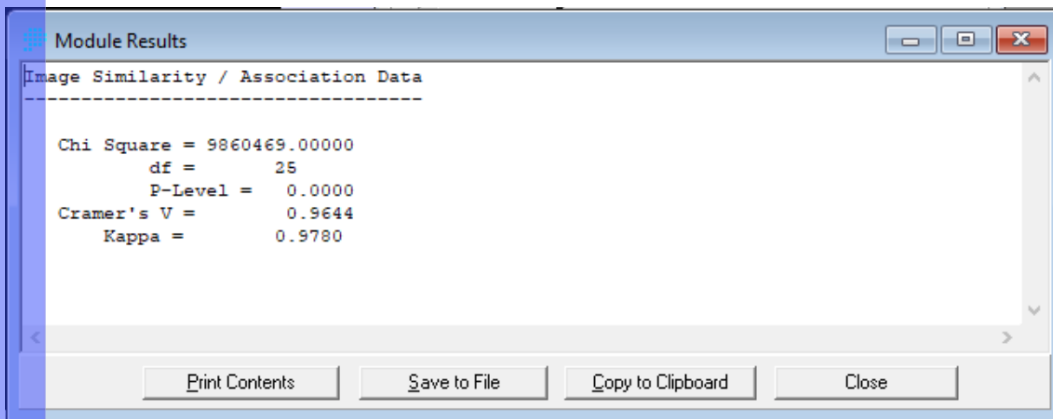 Module Results
Image Similarity / Association Data
-----------------------------------
Chi Square = 9860469.00000
df = 25
P-Level = 0.0000
Cramer's V = 0.9644
Kappa = 0.9780
Print Contents Save to File Copy to Clipboard Close